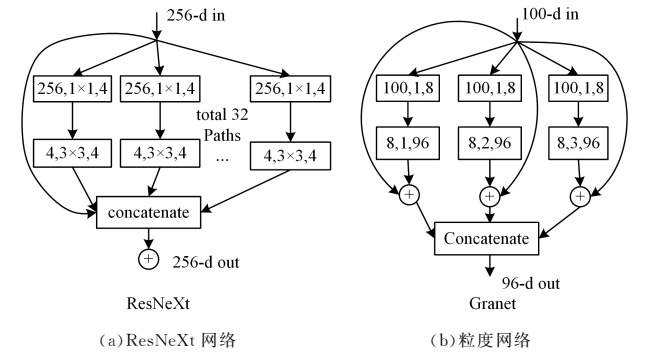 256-d in
256,1×1,4
256,1×1,4
256,1×1,4
total 32
Paths
...
4,3×3,4
4,3×3,4
4,3×3,4
concatenate
+
256-d out
ResNeXt
(a)ResNeXt 网络
100-d in
100,1,8
100,1,8
100,1,8
8,1,96
8,2,96
8,3,96
+
+
+
Concatenate
96-d out
Granet
(b)粒度网络